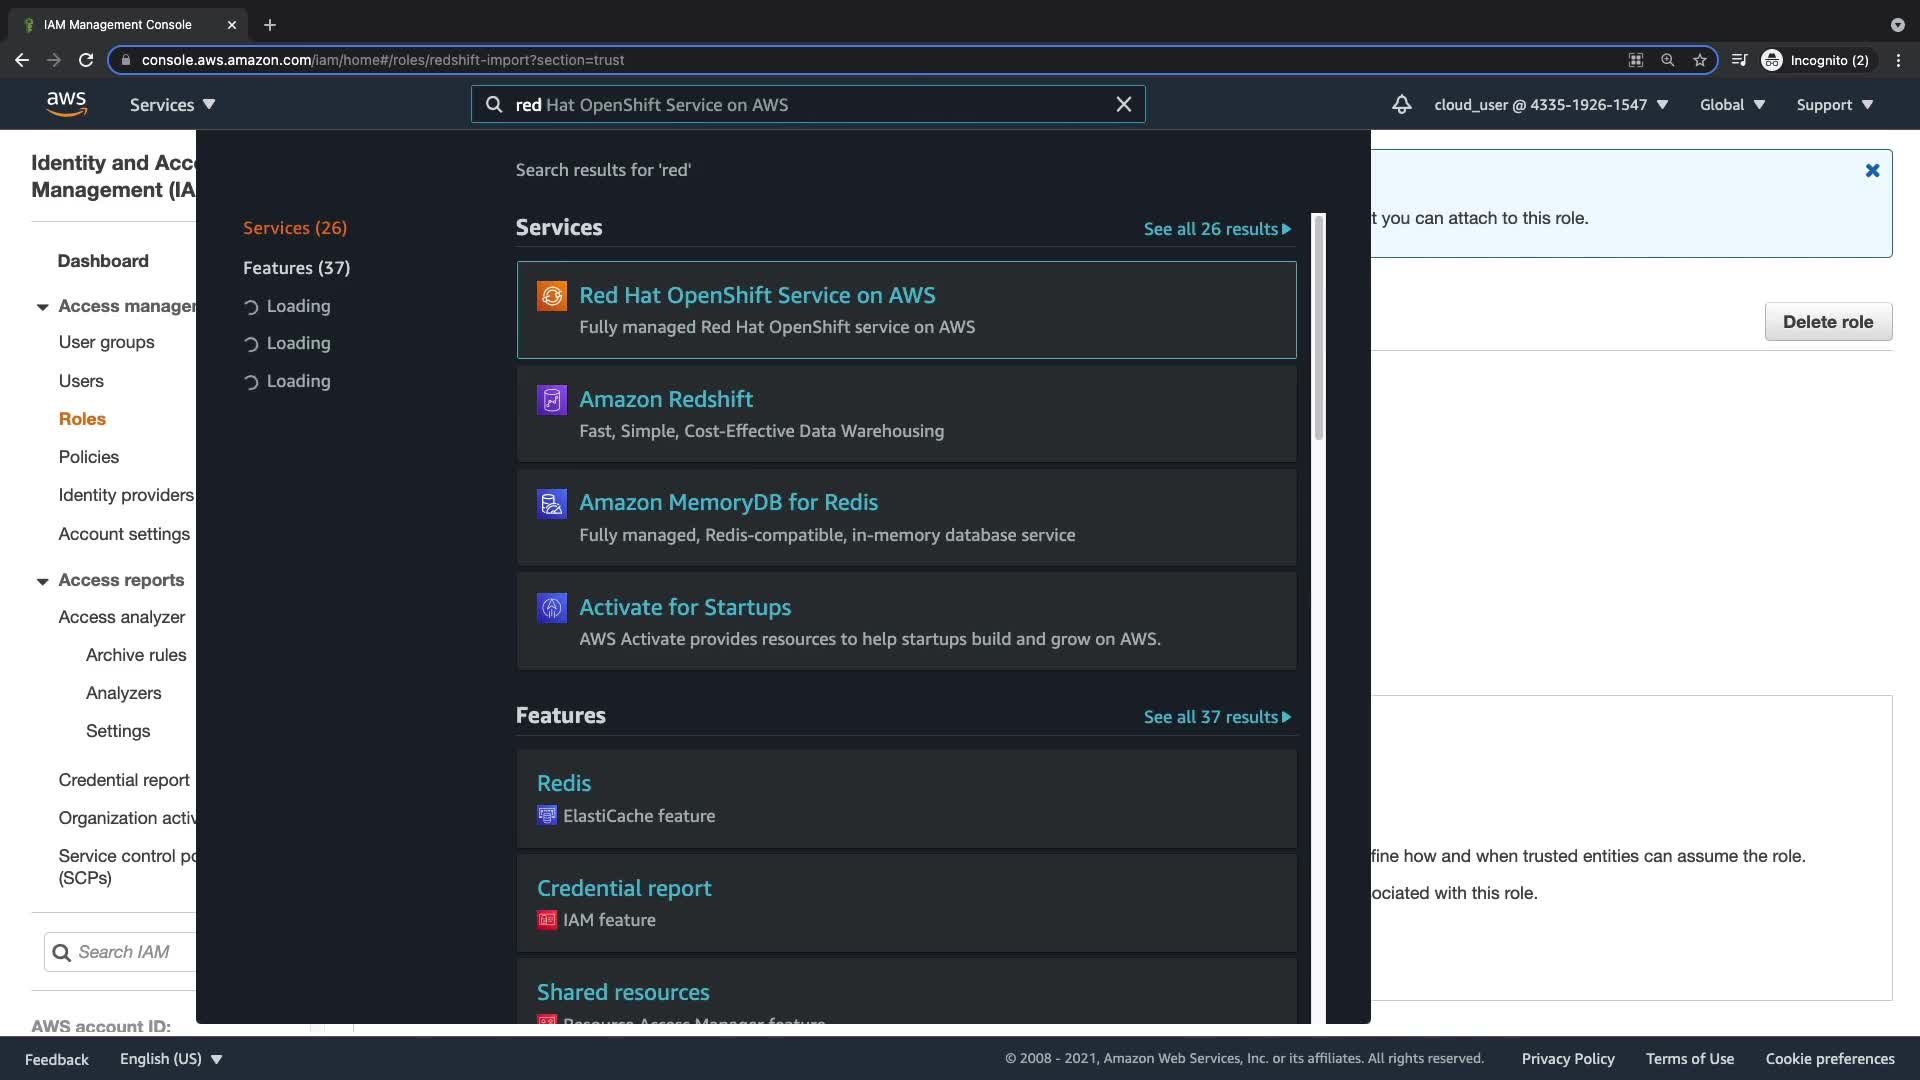 IAM Management Console
console.aws.amazon.com/iam/home#/roles/redshift-import?section=trust
Incognito (2)
aws
Services
red Hat OpenShift Service on AWS
cloud_user @ 4335-1926-1547
Global
Support
Identity and Acc
Management (IA
Search results for 'red'
t you can attach to this role.
Services (26)
Features (37)
Loading
Loading
Loading
Services
See all 26 results
Red Hat OpenShift Service on AWS
Fully managed Red Hat OpenShift service on AWS
Amazon Redshift
Fast, Simple, Cost-Effective Data Warehousing
Amazon MemoryDB for Redis
Fully managed, Redis-compatible, in-memory database service
Activate for Startups
AWS Activate provides resources to help startups build and grow on AWS.
Features
See all 37 results
Redis
ElastiCache feature
Credential report
IAM feature
Shared resources
Resource Access Manager feature
Delete role
fine how and when trusted entities can assume the role.
ociated with this role.
Dashboard
Access manager
User groups
Users
Roles
Policies
Identity providers
Account settings
Access reports
Access analyzer
Archive rules
Analyzers
Settings
Credential report
Organization activ
Service control po
(SCPs)
Search IAM
AWS account ID:
Feedback
English (US)
© 2008 - 2021, Amazon Web Services, Inc. or its affiliates. All rights reserved.
Privacy Policy
Terms of Use
Cookie preferences